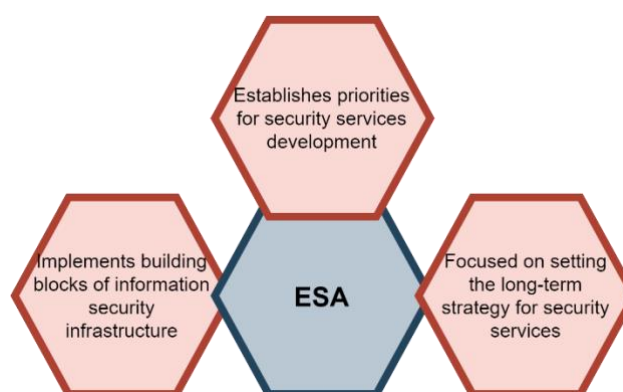 Establishes priorities
for security services
development
Implements building
blocks of information
security
infrastructure
ESA
Focused on setting
the long-term
strategy for security
services